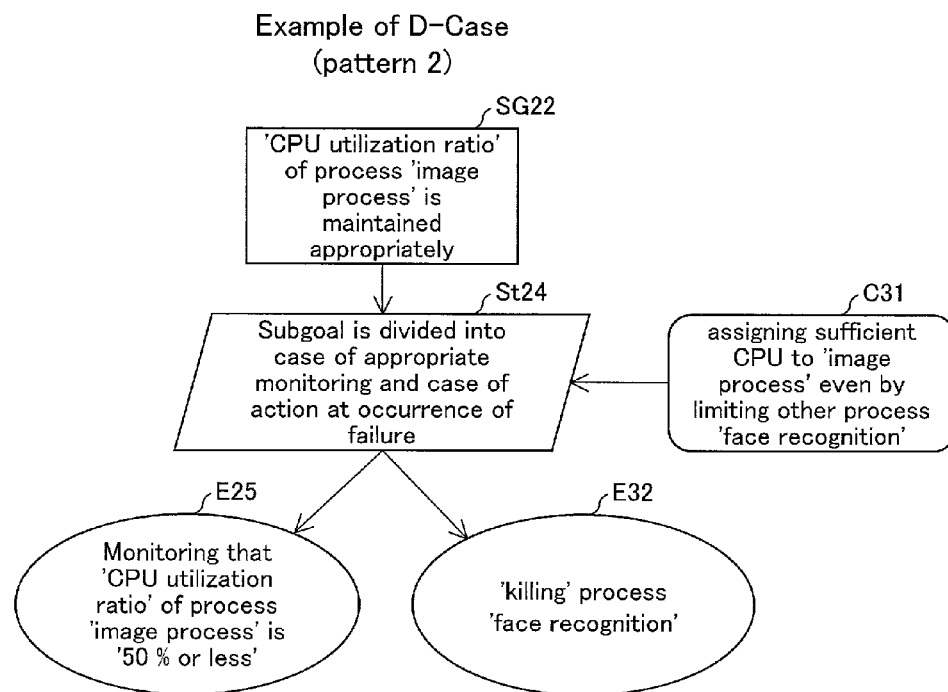 Example of D-Case
(pattern 2)
SG22
'CPU utilization ratio'
of process 'image
process' is
maintained
appropriately
St24
Subgoal is divided into
case of appropriate
monitoring and case of
action at occurrence of
failure
C31
assigning sufficient
CPU to 'image
process' even by
limiting other process
'face recognition'
E25
Monitoring that
'CPU utilization
ratio' of process
'image process' is
'50 % or less'
E32
'killing' process
'face recognition'